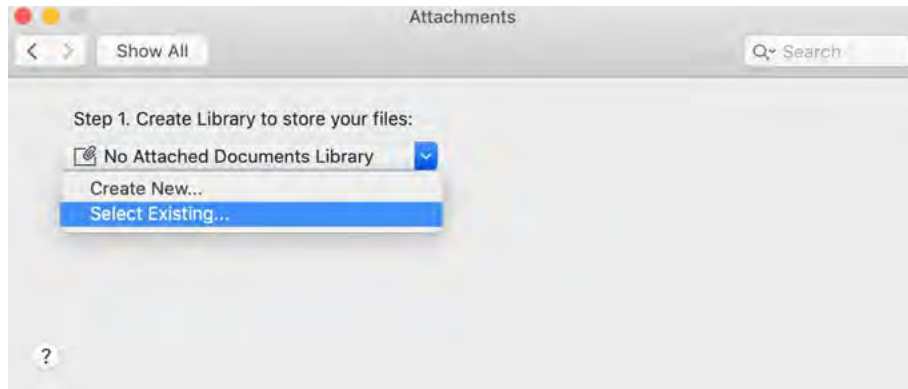 Attachments
Show All
Search
Step 1. Create Library to store your files:
No Attached Documents Library
Create New...
Select Existing...
?